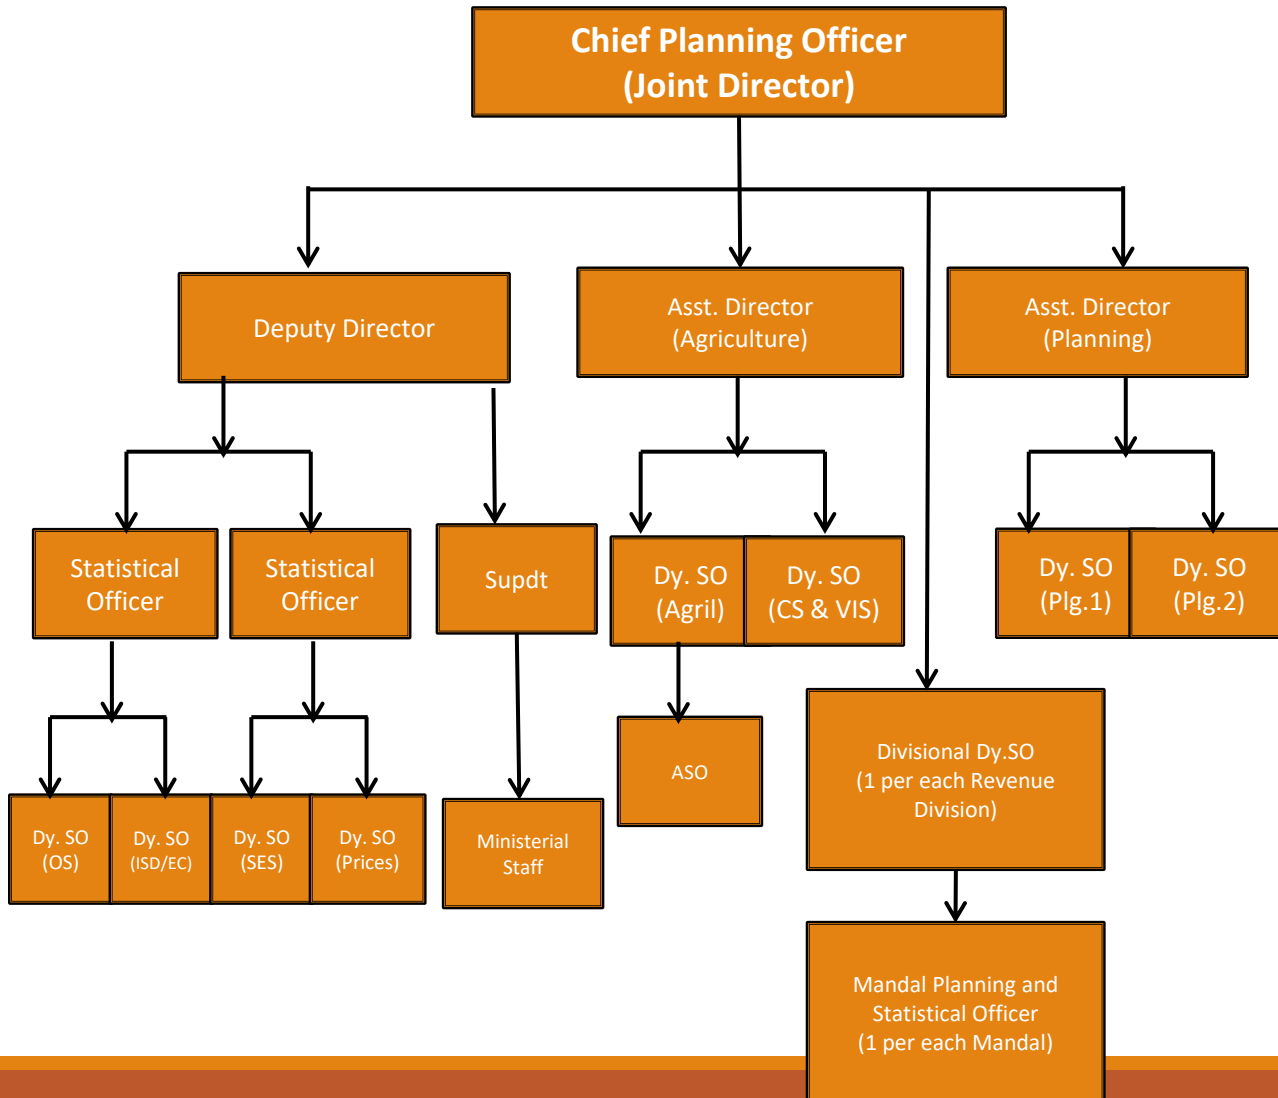 Chief Planning Officer
(Joint Director)
Deputy Director
Asst. Director
(Agriculture)
Asst. Director
(Planning)
Statistical
Officer
Statistical
Officer
Supdt
Dy. SO
(Agril)
Dy. SO
(CS & VIS)
Dy. SO
(Plg.1)
Dy. SO
(Plg.2)
Dy. SO
(OS)
Dy. SO
(ISD/EC)
Dy. SO
(SES)
Dy. SO
(Prices)
Ministerial
Staff
ASO
Divisional Dy.SO
(1 per each Revenue
Division)
Mandal Planning and
Statistical Officer
(1 per each Mandal)